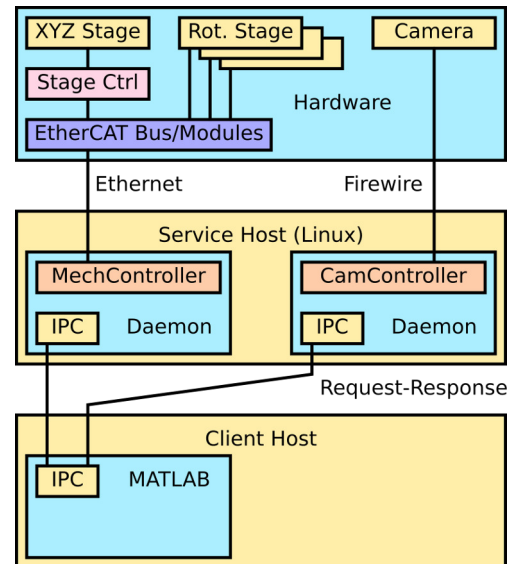 XYZ Stage
Rot. Stage
Camera
Stage Ctrl
Hardware
EtherCAT Bus/Modules
Ethernet
Firewire
Service Host (Linux)
MechController
CamController
IPC
Daemon
IPC
Daemon
Request-Response
Client Host
IPC
MATLAB